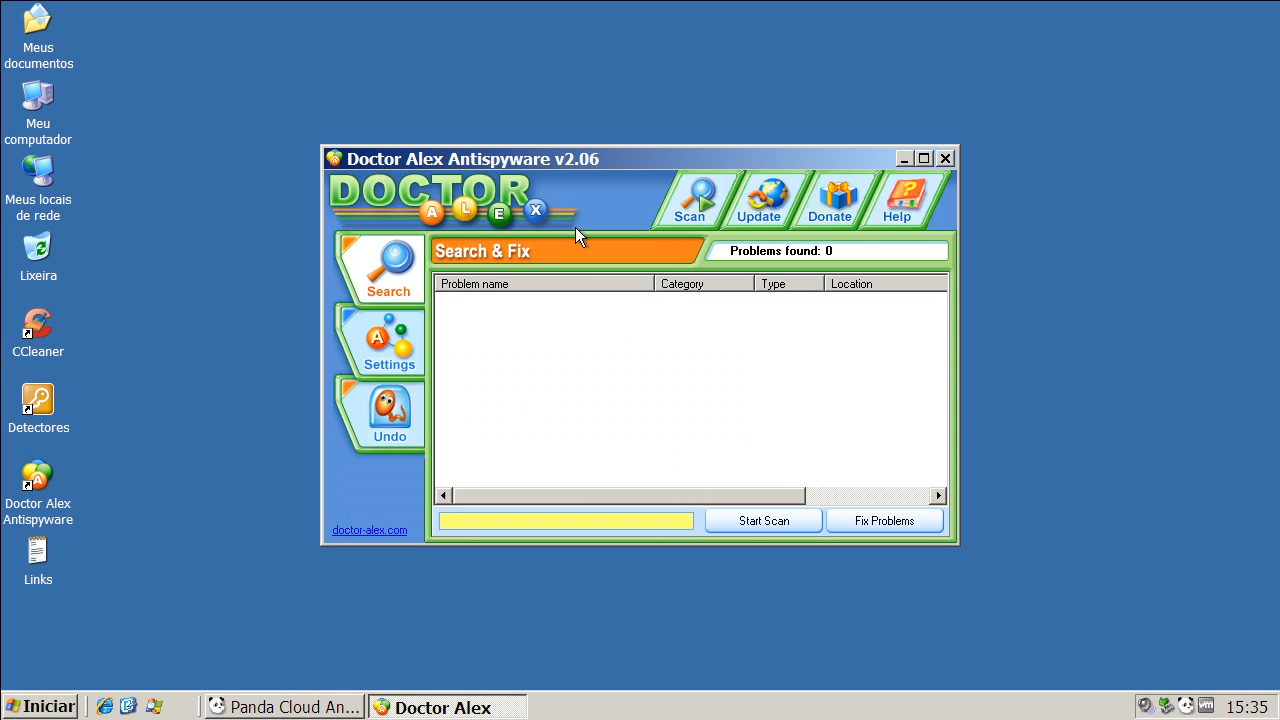 Meus
documentos
Meu
computador
Meus locais
de rede
Lixeira
CCleaner
Detectores
Doctor Alex
Antispyware
Links
Doctor Alex Antispyware v2.06
DOCTOR
A L E X
Scan
Update
Donate
Help
Search
Settings
A
Undo
doctor-alex.com
Search & Fix
Problems found: 0
Problem name
Category
Type
Location
Start Scan
Fix Problems
Iniciar
Panda Cloud An...
Doctor Alex
15:35